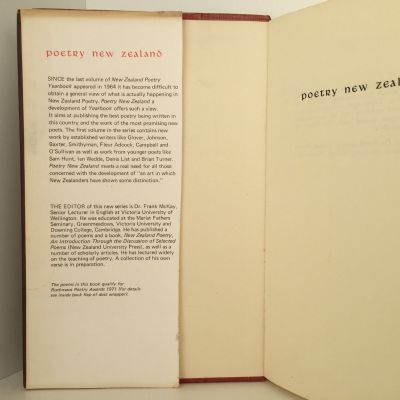 poetry new zealand
SINCE the last volume of New Zealand Poetry
Yearbook appeared in 1964 it has become difficult to
obtain a general view of what is actually happening in
New Zealand Poetry. Poetry New Zealand a
development of Yearbook offers such a view.
It aims at publishing the best poetry being written in
this country and the work of the most promising new
poets. The first volume in the series contains new
work by established writers like Glover, Johnson,
Baxter, Smithyman, Fleur Adcock, Campbell and
O'Sullivan as well as work from younger poets like
Sam Hunt, Ian Wedde, Denis List and Brian Turner.
Poetry New Zealand meets a real need for all those
concerned with the development of "an art in which
New Zealanders have shown some distinction."
THE EDITOR of this new series is Dr. Frank McKay,
Senior Lecturer in English at Victoria University of
Wellington. He was educated at the Marist Fathers
Seminary, Greenmeadows, Victoria University and
Downing College, Cambridge. He has published a
number of poems and a book, New Zealand Poetry,
An Introduction Through the Discussion of Selected
Poems (New Zealand University Press), as well as a
number of scholarly articles. He has lectured widely
on the teaching of poetry. A collection of his own
verse is in preparation.
The poems in this book qualify for
Rothmans Poetry Awards 1971 (for details
see inside back flap of dust wrapper).
poetry new zeal